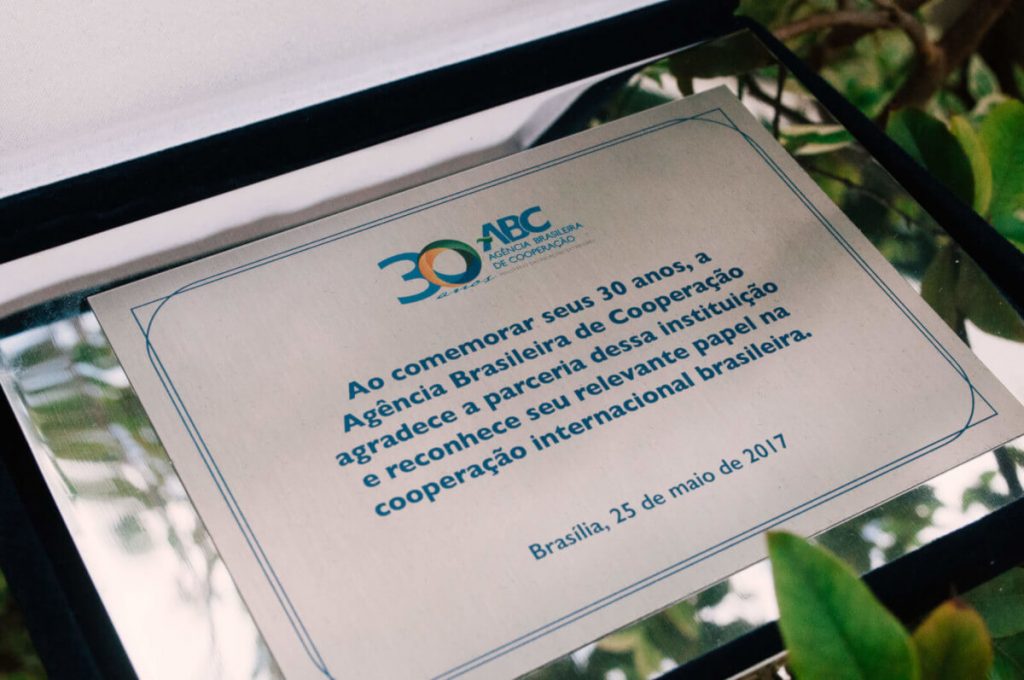 30 anos
ABC
AGÊNCIA BRASILEIRA
DE COOPERAÇÃO
Ao comemorar seus 30 anos, a
Agência Brasileira de Cooperação
agradece a parceria dessa instituição
e reconhece seu relevante papel na
cooperação internacional brasileira.
Brasília, 25 de maio de 2017